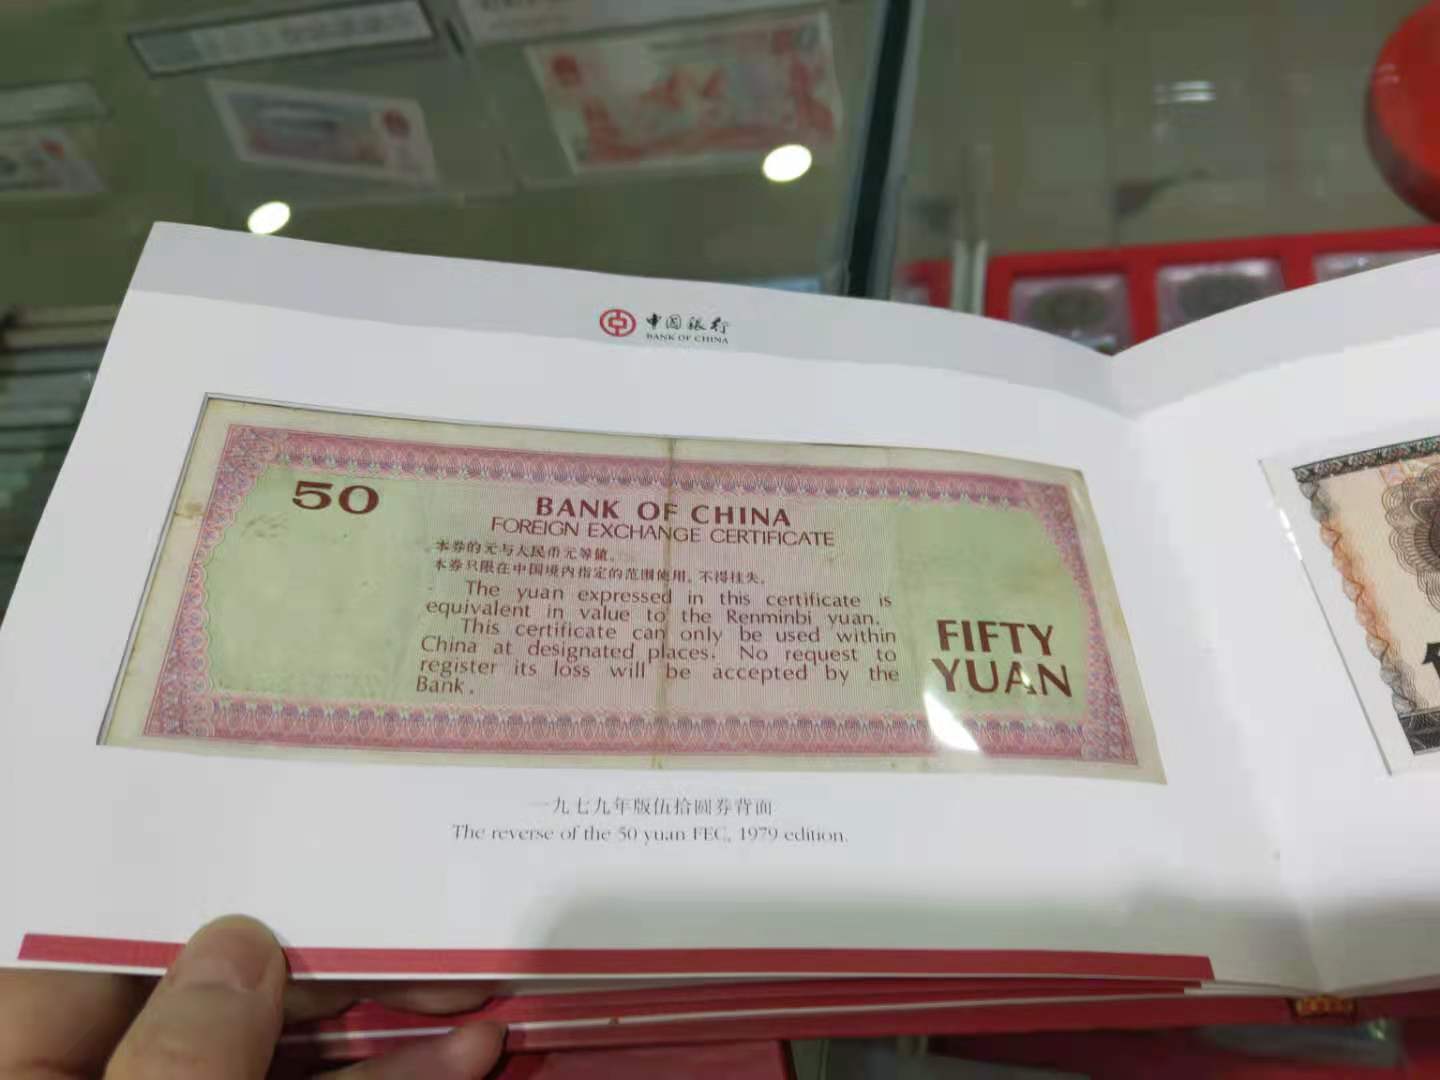 中国银行
BANK OF CHINA
50
BANK OF CHINA
FOREIGN EXCHANGE CERTIFICATE
本券的元与人民币元等值。
本券只限在中国境内指定的范围使用，不得挂失。
The yuan expressed in this certificate is
equivalent in value to the Renminbi yuan.
This certificate can only be used within
China at designated places. No request to
register its loss will be accepted by the
Bank.
FIFTY
YUAN
一九七九年版伍拾圆券背面
The reverse of the 50 yuan FEC, 1979 edition.